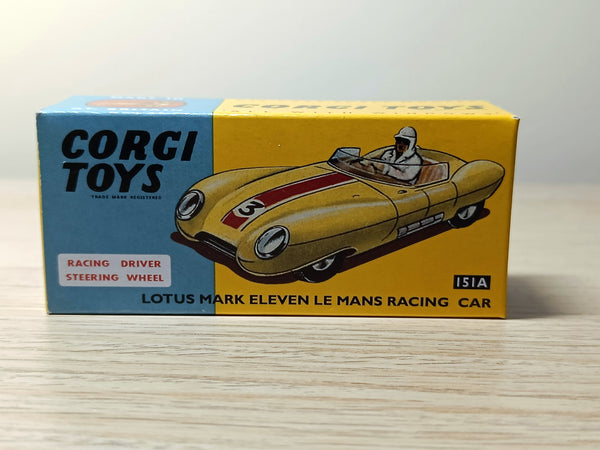 CORGI TOYS
CORGI
TOYS
TRADE MARK REGISTERED
3
RACING DRIVER
STEERING WHEEL
151A
LOTUS MARK ELEVEN LE MANS RACING CAR